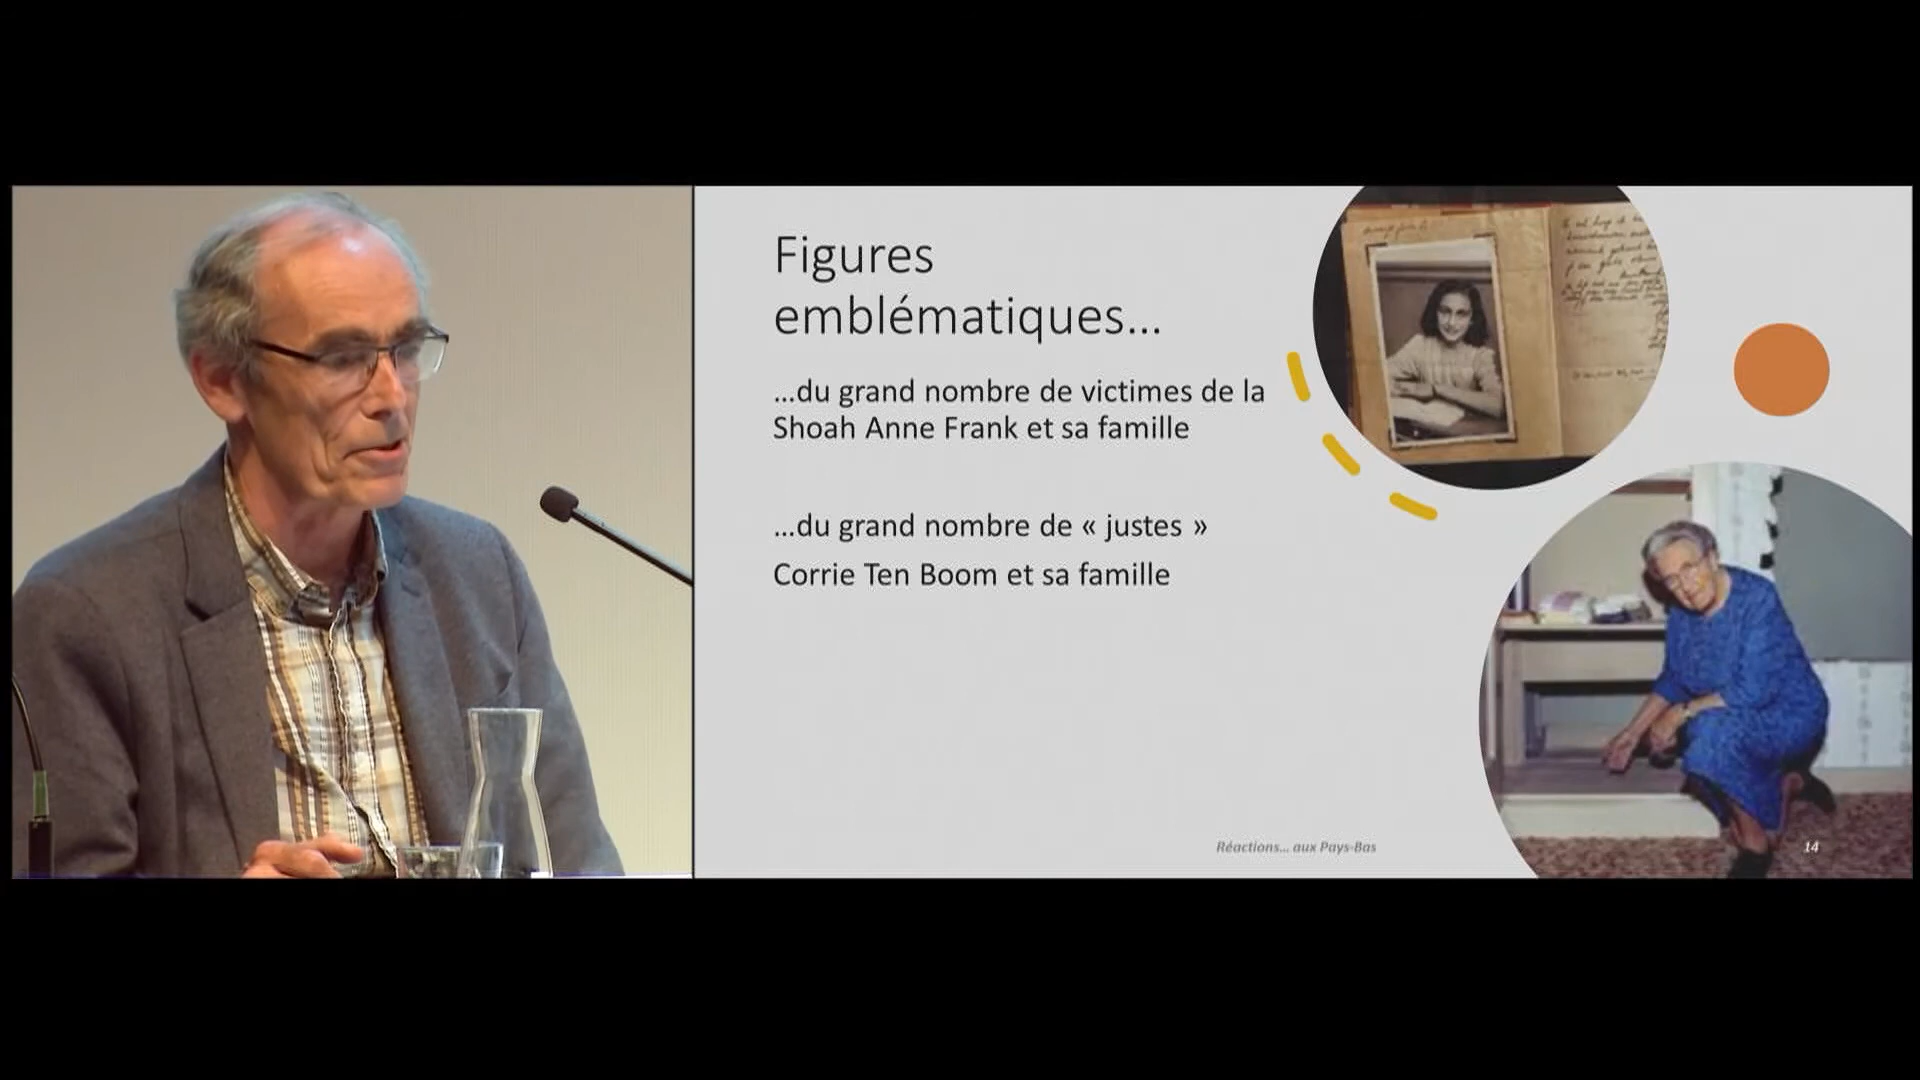 Figures
emblématiques...
...du grand nombre de victimes de la
Shoah Anne Frank et sa famille
...du grand nombre de « justes »
Corrie Ten Boom et sa famille
Réactions... aux Pays-Bas
14